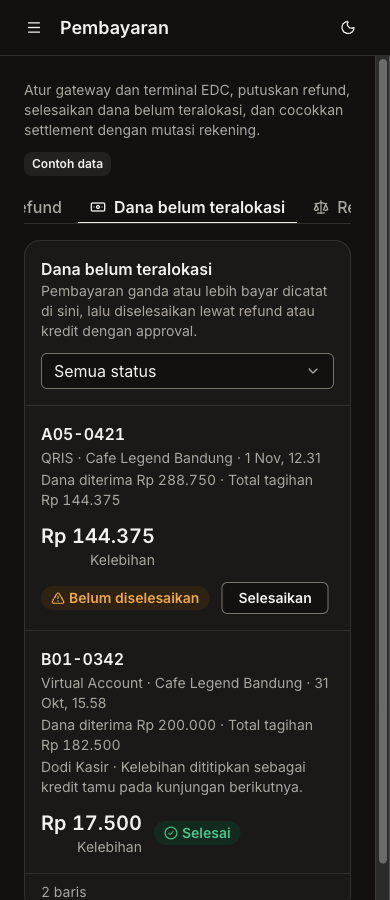 Pembayaran
Atur gateway dan terminal EDC, putuskan refund,
selesaikan dana belum teralokasi, dan cocokkan
settlement dengan mutasi rekening.
Contoh data
efund
Dana belum teralokasi
Re
Dana belum teralokasi
Pembayaran ganda atau lebih bayar dicatat
di sini, lalu diselesaikan lewat refund atau
kredit dengan approval.
Semua status
A05-0421
QRIS · Cafe Legend Bandung · 1 Nov, 12.31
Dana diterima Rp 288.750 · Total tagihan
Rp 144.375
Rp 144.375
Kelebihan
Belum diselesaikan
Selesaikan
B01-0342
Virtual Account · Cafe Legend Bandung · 31
Okt, 15.58
Dana diterima Rp 200.000 · Total tagihan
Rp 182.500
Dodi Kasir · Kelebihan dititipkan sebagai
kredit tamu pada kunjungan berikutnya.
Rp 17.500
Kelebihan
Selesai
2 baris